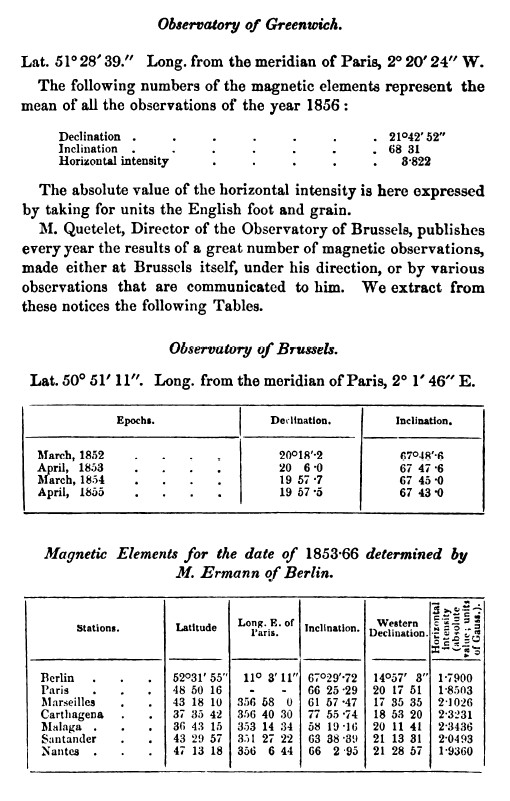 Observatory of Greenwich.
Lat. 51° 28′ 39.″ Long. from the meridian of Paris, 2° 20′ 24″ W.
The following numbers of the magnetic elements represent the
mean of all the observations of the year 1856 :
Declination . . . . . . . 21°42′ 52″
Inclination . . . . . . . 68 31
Horizontal intensity . . . . . 3·822
The absolute value of the horizontal intensity is here expressed
by taking for units the English foot and grain.
M. Quetelet, Director of the Observatory of Brussels, publishes
every year the results of a great number of magnetic observations,
made either at Brussels itself, under his direction, or by various
observations that are communicated to him. We extract from
these notices the following Tables.
Observatory of Brussels.
Lat. 50° 51′ 11″. Long. from the meridian of Paris, 2° 1′ 46″ E.
Epochs. Declination. Inclination.
March, 1852 . . . . 20°18′·2 67°48′·6
April, 1853 . . . . 20 6 ·0 67 47 ·6
March, 1854 . . . . 19 57 ·7 67 45 ·0
April, 1855 . . . . 19 57 ·5 67 43 ·0
Magnetic Elements for the date of 1853·66 determined by
M. Ermann of Berlin.
Stations. Latitude Long. E. of Paris. Inclination. Western Declination. Horizontal intensity (absolute value; units of Gauss.).
Berlin . . . 52°31′ 55″ 11° 3′ 11″ 67°29′·72 14°57′ 3″ 1·7900
Paris . . . 48 50 16 - - 66 25 ·29 20 17 51 1·8503
Marseilles . . 43 18 10 356 58 0 61 57 ·47 17 35 35 2·1026
Carthagena . . 37 35 42 356 40 30 77 55 ·74 18 53 20 2·3231
Malaga . . . 36 43 15 353 14 34 58 19 ·16 20 11 41 2·3436
Santander . . 43 29 57 351 27 22 63 38 ·39 21 13 31 2·0493
Nantes . . . 47 13 18 356 6 44 66 2 ·95 21 28 57 1·9360